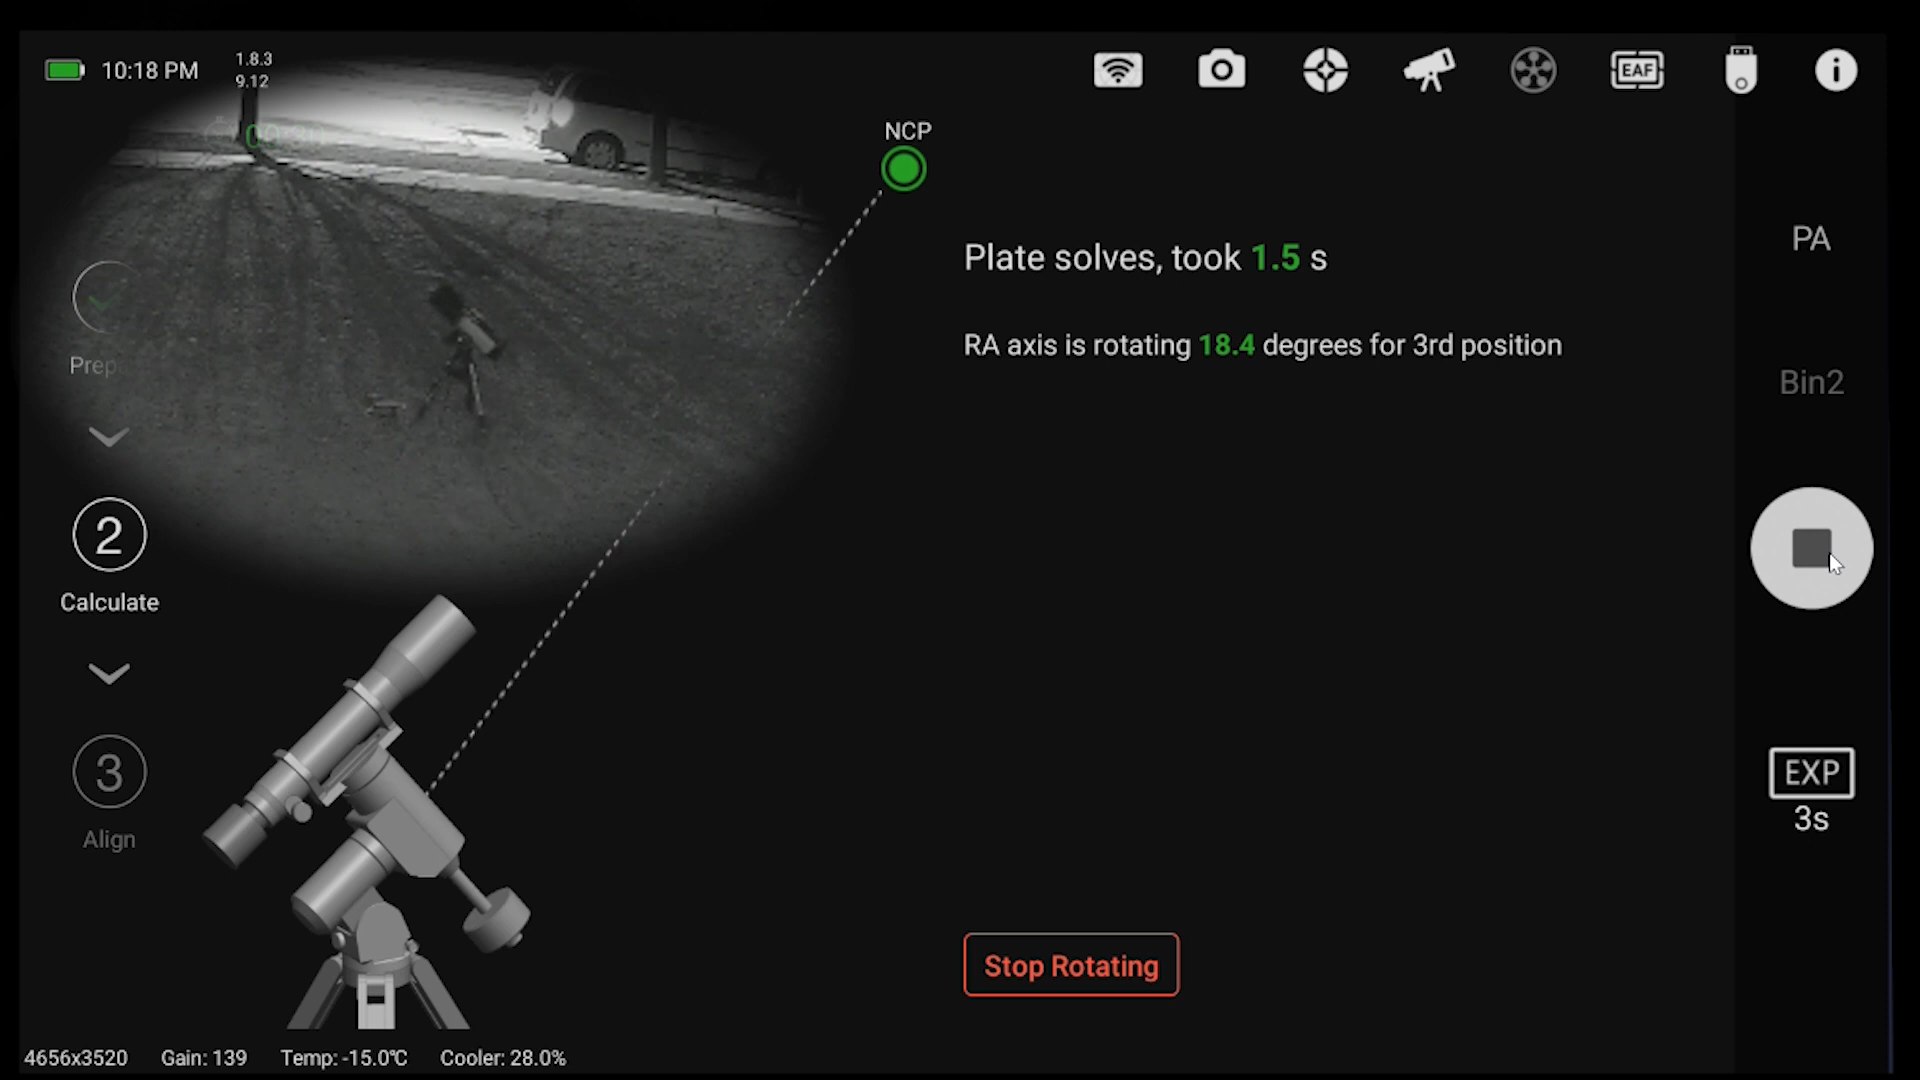 10:18 PM
1.8.3
9.12
EAF
NCP
Plate solves, took 1.5 s
PA
RA axis is rotating 18.4 degrees for 3rd position
Prep
Bin2
2
Calculate
3
EXP
3s
Align
Stop Rotating
4656x3520
Gain: 139
Temp: -15.0℃
Cooler: 28.0%